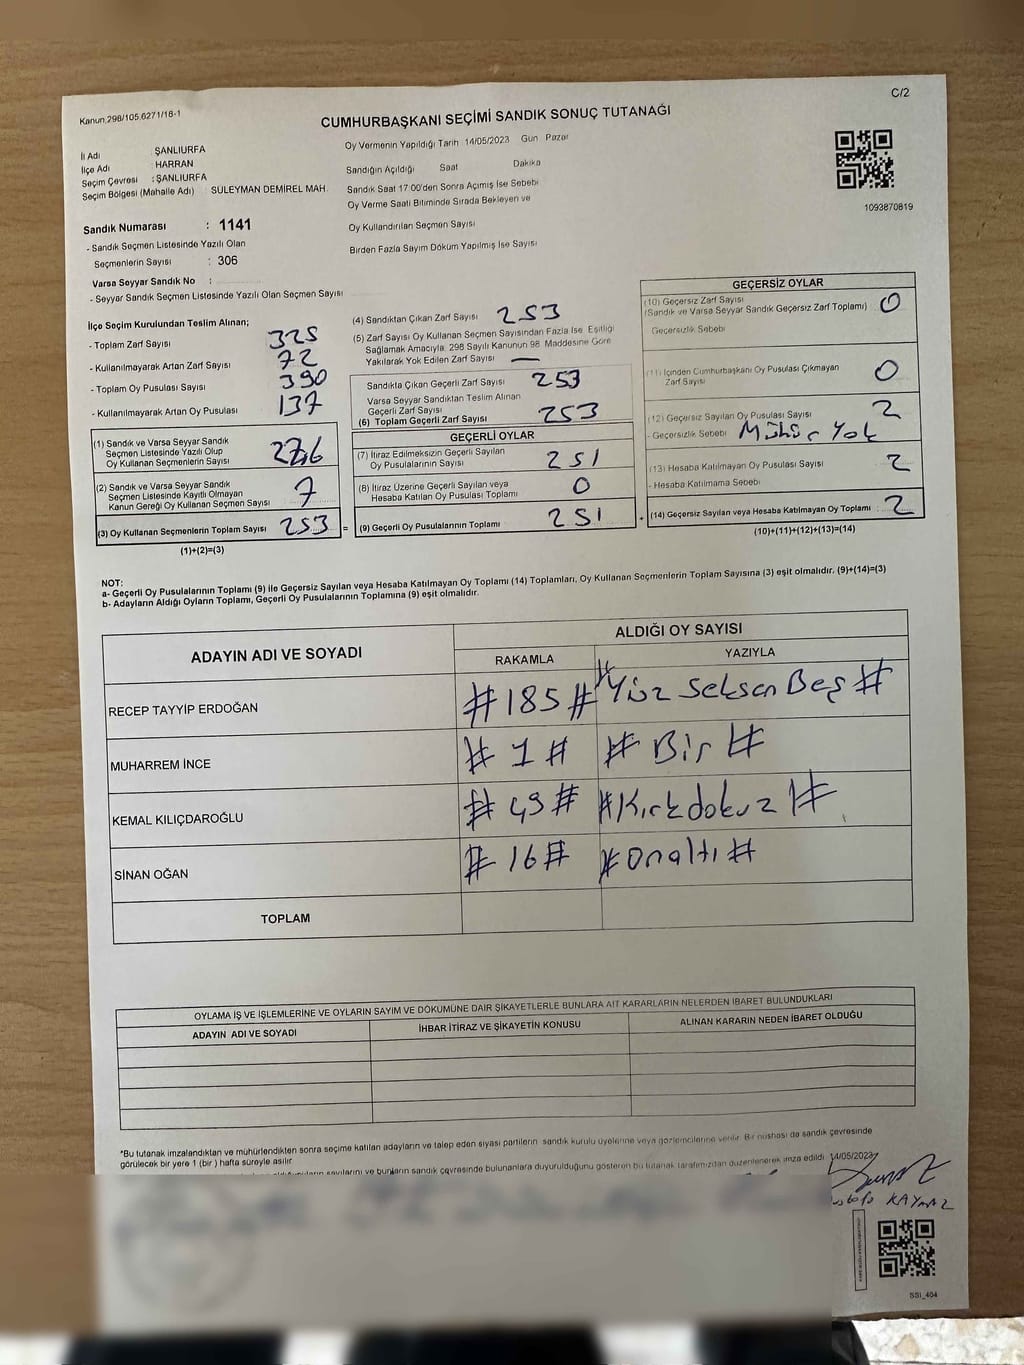 C/2
Kanun.298/105.6271/18-1
CUMHURBAŞKANI SEÇİMİ SANDIK SONUÇ TUTANAĞI
İl Adı ŞANLIURFA
İlçe Adı HARRAN
Seçim Çevresi : ŞANLIURFA
Seçim Bölgesi (Mahalle Adı) : SÜLEYMAN DEMİREL MAH.
Sandık Numarası : 1141
- Sandık Seçmen Listesinde Yazılı Olan
Seçmenlerin Sayısı : 306
Varsa Seyyar Sandık No :
- Seyyar Sandık Seçmen Listesinde Yazılı Olan Seçmen Sayısı
Oy Vermenin Yapıldığı Tarih 14/05/2023 Gün Pazar
Sandığın Açıldığı Saat Dakika
Sandık Saat 17:00'den Sonra Açımış İse Sebebi
Oy Verme Saati Bitiminde Sırada Bekleyen ve
Oy Kullandırılan Seçmen Sayısı
Birden Fazla Sayım Döküm Yapılmış İse Sayısı
1093870819
İlçe Seçim Kurulundan Teslim Alınan;
- Toplam Zarf Sayısı 325
- Kullanılmayarak Artan Zarf Sayısı 72
- Toplam Oy Pusulası Sayısı 390
- Kullanılmayarak Artan Oy Pusulası 137
(1) Sandık ve Varsa Seyyar Sandık
Seçmen Listesinde Yazılı Olup
Oy Kullanan Seçmenlerin Sayısı
(2) Sandık ve Varsa Seyyar Sandık
Seçmen Listesinde Kayıtlı Olmayan
Kanun Gereği Oy Kullanan Seçmen Sayısı 7
(3) Oy Kullanan Seçmenlerin Toplam Sayısı 253 =
(1)+(2)=(3)
(4) Sandıktan Çıkan Zarf Sayısı 253
(5) Zarf Sayısı Oy Kullanan Seçmen Sayısından Fazla İse, Eşitliği
Sağlamak Amacıyla, 298 Sayılı Kanunun 98. Maddesine Göre
Yakılarak Yok Edilen Zarf Sayısı —
Sandıkta Çıkan Geçerli Zarf Sayısı 253
Varsa Seyyar Sandıktan Teslim Alınan
Geçerli Zarf Sayısı
(6) Toplam Geçerli Zarf Sayısı 253
GEÇERLİ OYLAR
(7) İtiraz Edilmeksizin Geçerli Sayılan
Oy Pusulalarının Sayısı 251
(8) İtiraz Üzerine Geçerli Sayılan veya
Hesaba Katılan Oy Pusulası Toplamı 0
(9) Geçerli Oy Pusulalarının Toplamı 251 +
GEÇERSİZ OYLAR
(10) Geçersiz Zarf Sayısı
(Sandık ve Varsa Seyyar Sandık Geçersiz Zarf Toplamı) 0
Geçersizlik Sebebi
(11) İçinden Cumhurbaşkanı Oy Pusulası Çıkmayan
Zarf Sayısı 0
(12) Geçersiz Sayılan Oy Pusulası Sayısı 2
- Geçersizlik Sebebi Mühür Yok
(13) Hesaba Katılmayan Oy Pusulası Sayısı 2
- Hesaba Katılmama Sebebi
(14) Geçersiz Sayılan veya Hesaba Katılmayan Oy Toplamı : 2
(10)+(11)+(12)+(13)=(14)
NOT:
a- Geçerli Oy Pusulalarının Toplamı (9) ile Geçersiz Sayılan veya Hesaba Katılmayan Oy Toplamı (14) Toplamları, Oy Kullanan Seçmenlerin Toplam Sayısına (3) eşit olmalıdır. (9)+(14)=(3)
b- Adayların Aldığı Oyların Toplamı, Geçerli Oy Pusulalarının Toplamına (9) eşit olmalıdır.
ADAYIN ADI VE SOYADI
ALDIĞI OY SAYISI
RAKAMLA YAZIYLA
RECEP TAYYİP ERDOĞAN #185# #Yüz Seksen Beş#
MUHARREM İNCE #1# #Bir#
KEMAL KILIÇDAROĞLU #49# #Kırkdokuz#
SİNAN OĞAN #16# #Onaltı#
TOPLAM
OYLAMA İŞ VE İŞLEMLERİNE VE OYLARIN SAYIM VE DÖKÜMÜNE DAİR ŞİKAYETLERLE BUNLARA AİT KARARLARIN NELERDEN İBARET BULUNDUKLARI
ADAYIN ADI VE SOYADI İHBAR İTİRAZ VE ŞİKAYETİN KONUSU ALINAN KARARIN NEDEN İBARET OLDUĞU
*Bu tutanak imzalandıktan ve mühürlendikten sonra seçime katılan adayların ve talep eden siyasi partilerin sandık kurulu üyelerine veya gözlemcilerine verilir. Bir nüshası da sandık çevresinde
görülecek bir yere 1 (bir) hafta süreyle asılır
sayılarını ve bunların sandık çevresinde bulunanlara duyurulduğunu gösteren bu tutanak tarafımızdan düzenlenerek imza edildi. 14/05/2023
KAYMAZ
SSİ_404